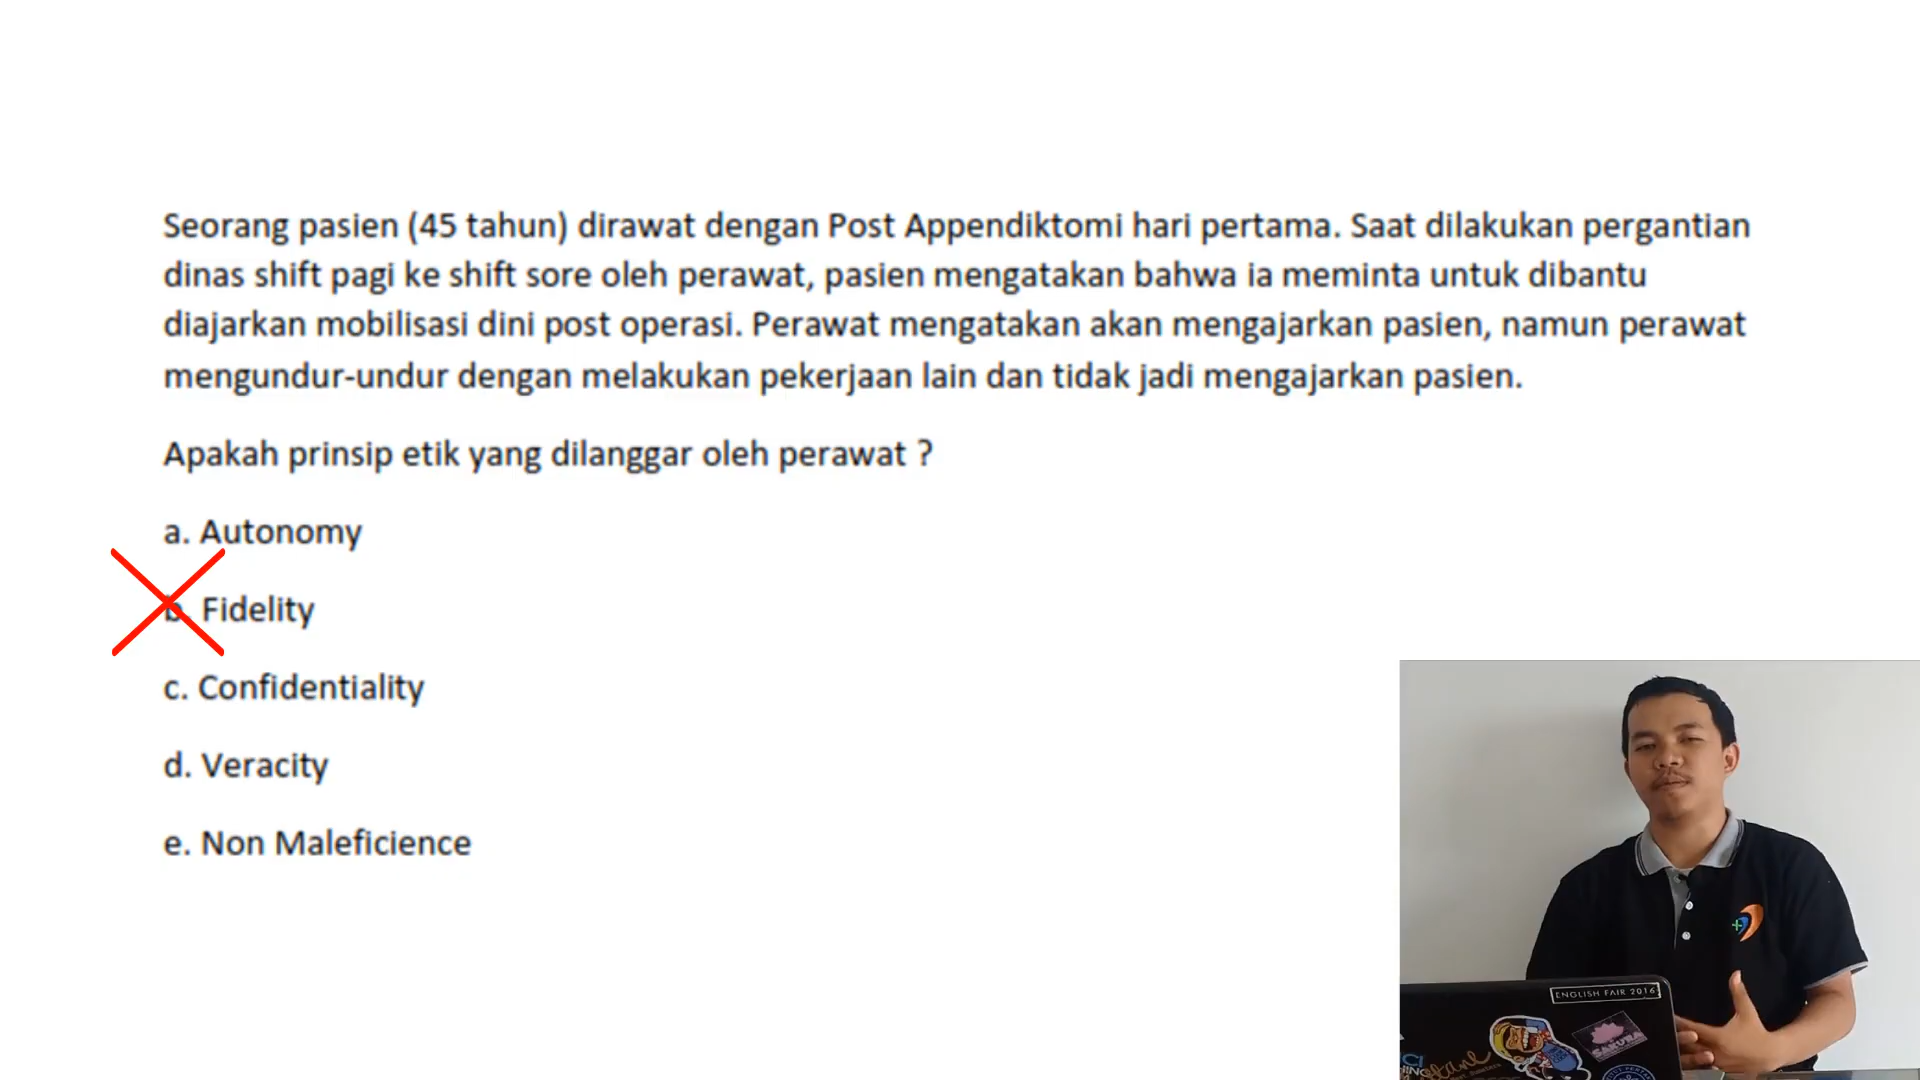 Seorang pasien (45 tahun) dirawat dengan Post Appendiktomi hari pertama. Saat dilakukan pergantian
dinas shift pagi ke shift sore oleh perawat, pasien mengatakan bahwa ia meminta untuk dibantu
diajarkan mobilisasi dini post operasi. Perawat mengatakan akan mengajarkan pasien, namun perawat
mengundur-undur dengan melakukan pekerjaan lain dan tidak jadi mengajarkan pasien.
Apakah prinsip etik yang dilanggar oleh perawat ?
a. Autonomy
b. Fidelity
c. Confidentiality
d. Veracity
e. Non Maleficience
ENGLISH FAIR 2016
SAKURA